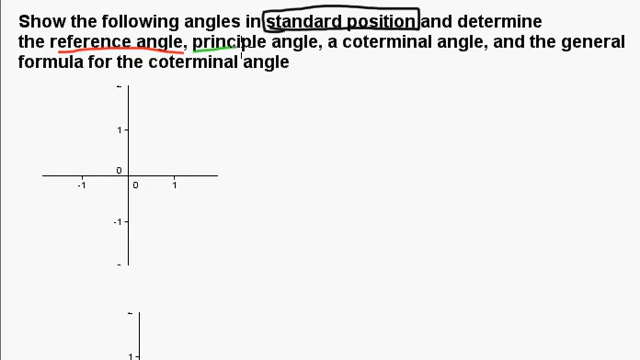 Show the following angles in standard position and determine
the reference angle, principle angle, a coterminal angle, and the general
formula for the coterminal angle
1
0
-1 0 1
-1
1